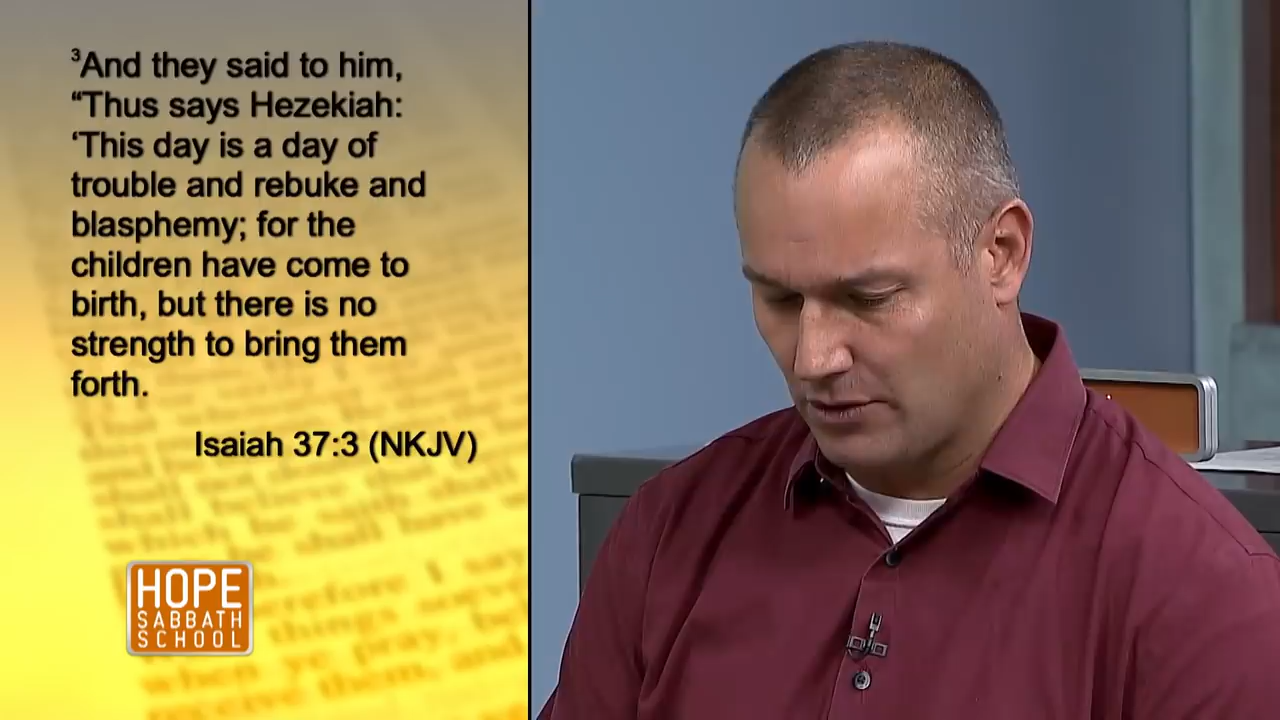 ³And they said to him,
“Thus says Hezekiah:
‘This day is a day of
trouble and rebuke and
blasphemy; for the
children have come to
birth, but there is no
strength to bring them
forth.
Isaiah 37:3 (NKJV)
HOPE
SABBATH
SCHOOL